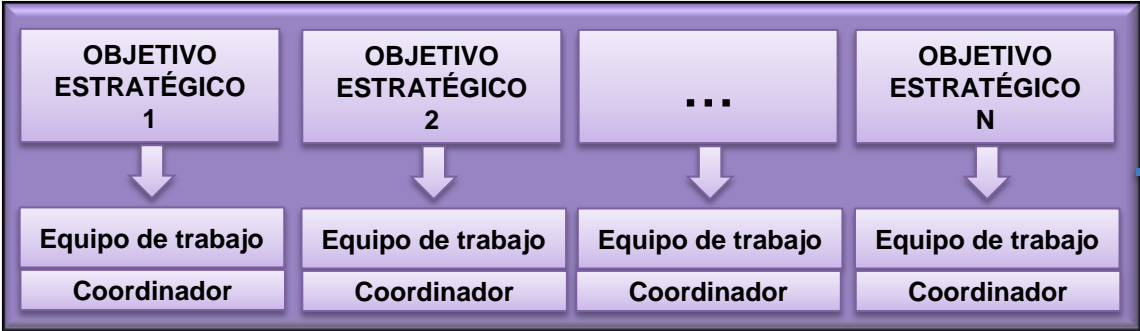 OBJETIVO
ESTRATÉGICO
1
OBJETIVO
ESTRATÉGICO
2
...
OBJETIVO
ESTRATÉGICO
N
Equipo de trabajo
Equipo de trabajo
Equipo de trabajo
Equipo de trabajo
Coordinador
Coordinador
Coordinador
Coordinador